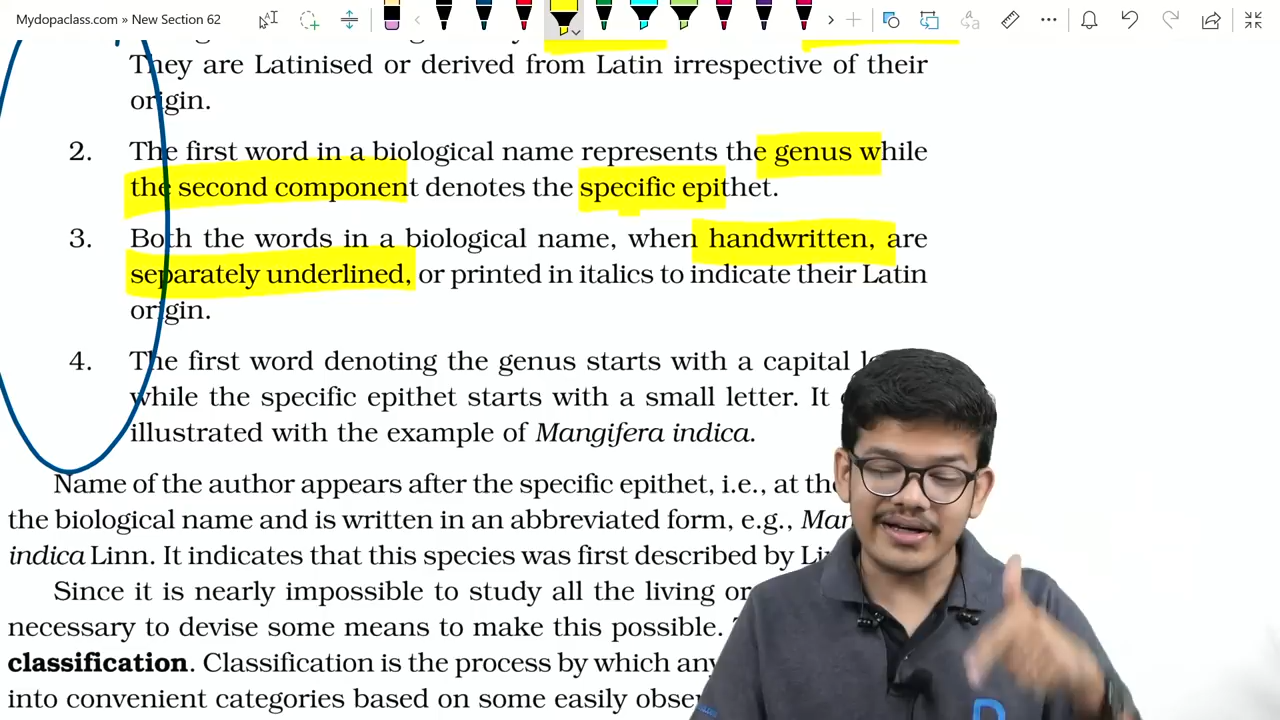 Mydopaclass.com » New Section 62
They are Latinised or derived from Latin irrespective of their
origin.
2. The first word in a biological name represents the genus while
the second component denotes the specific epithet.
3. Both the words in a biological name, when handwritten, are
separately underlined, or printed in italics to indicate their Latin
origin.
4. The first word denoting the genus starts with a capital
while the specific epithet starts with a small letter. It
illustrated with the example of Mangifera indica.
Name of the author appears after the specific epithet, i.e., at
the biological name and is written in an abbreviated form, e.g.,
indica Linn. It indicates that this species was first described by
Since it is nearly impossible to study all the living
necessary to devise some means to make this possible.
classification. Classification is the process by which
into convenient categories based on some easily